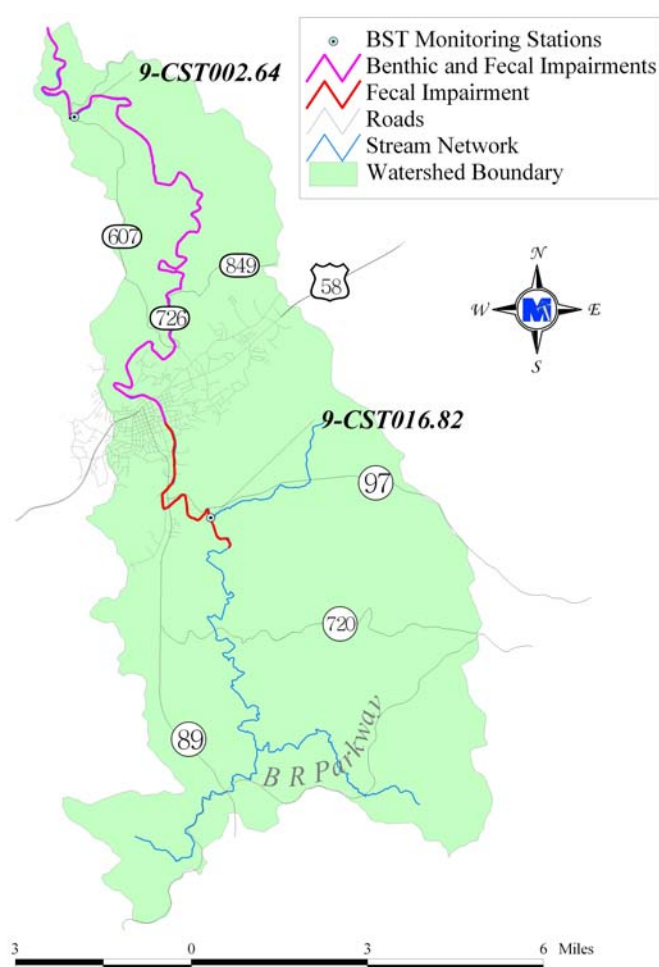 BST Monitoring Stations
Benthic and Fecal Impairments
Fecal Impairment
Roads
Stream Network
Watershed Boundary
9-CST002.64
607
849
58
726
N
W
E
S
M
9-CST016.82
97
720
89
B R Parkway
3 0 3 6 Miles